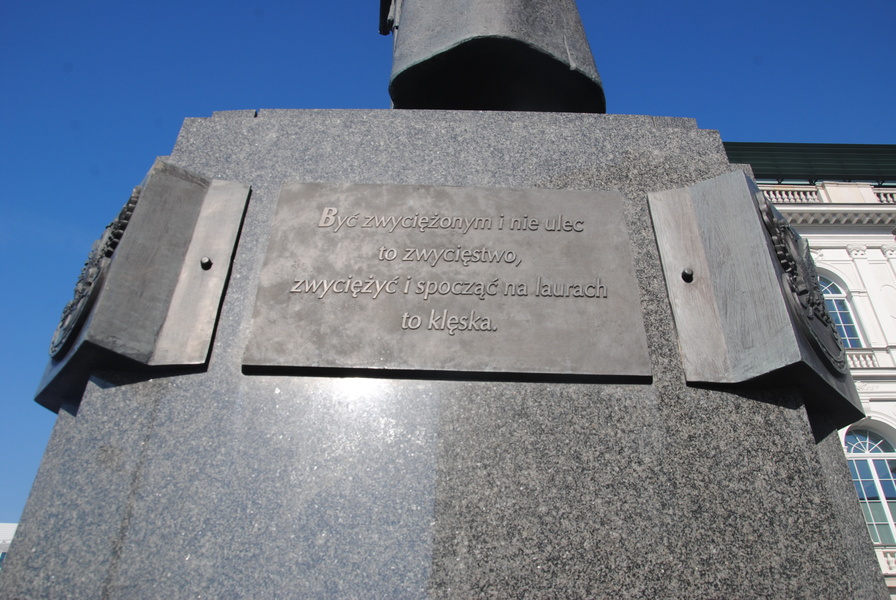 Być zwyciężonym i nie ulec
to zwycięstwo,
zwyciężyć i spocząć na laurach
to klęska.